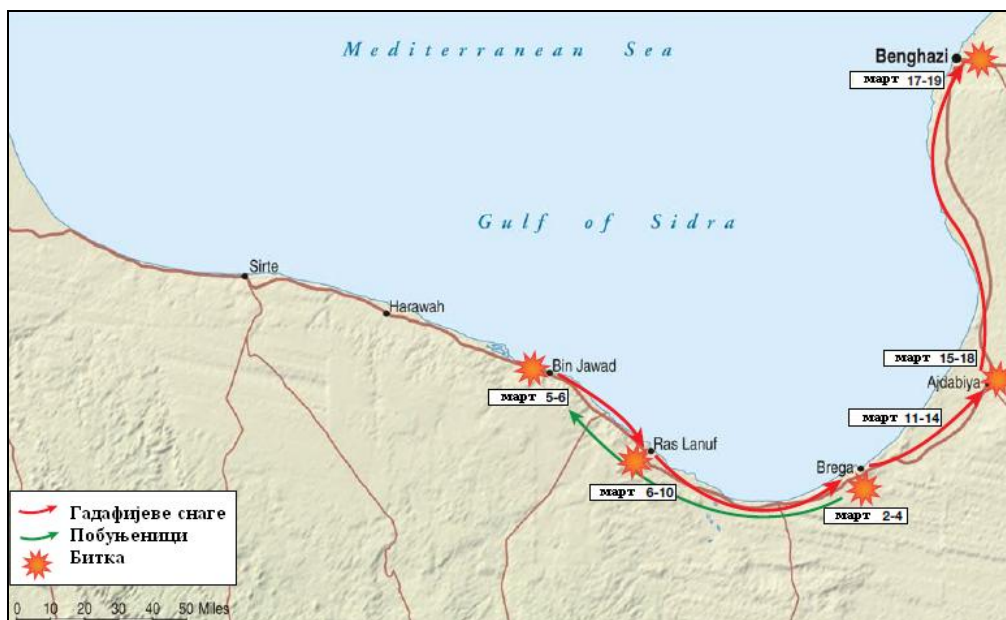 Mediterranean Sea
Benghazi
март 17-19
Gulf of Sidra
Sirte
Harawah
Bin Jawad
март 5-6
март 15-18
Ajdabiya
март 11-14
Ras Lanuf
март 6-10
Brega
март 2-4
Гадафијеве снаге
Побуњеници
Битка
0 10 20 30 40 50 Miles